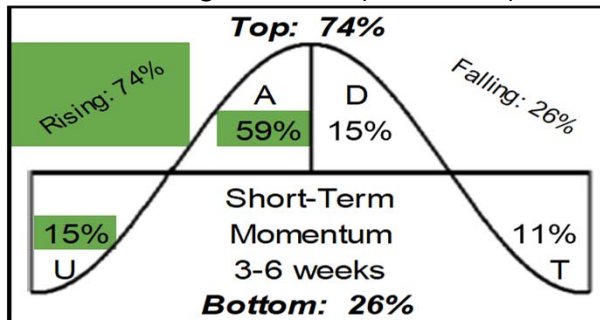 Top: 74%
Rising: 74%
Falling: 26%
A D
59% 15%
Short-Term
15% Momentum 11%
U 3-6 weeks T
Bottom: 26%